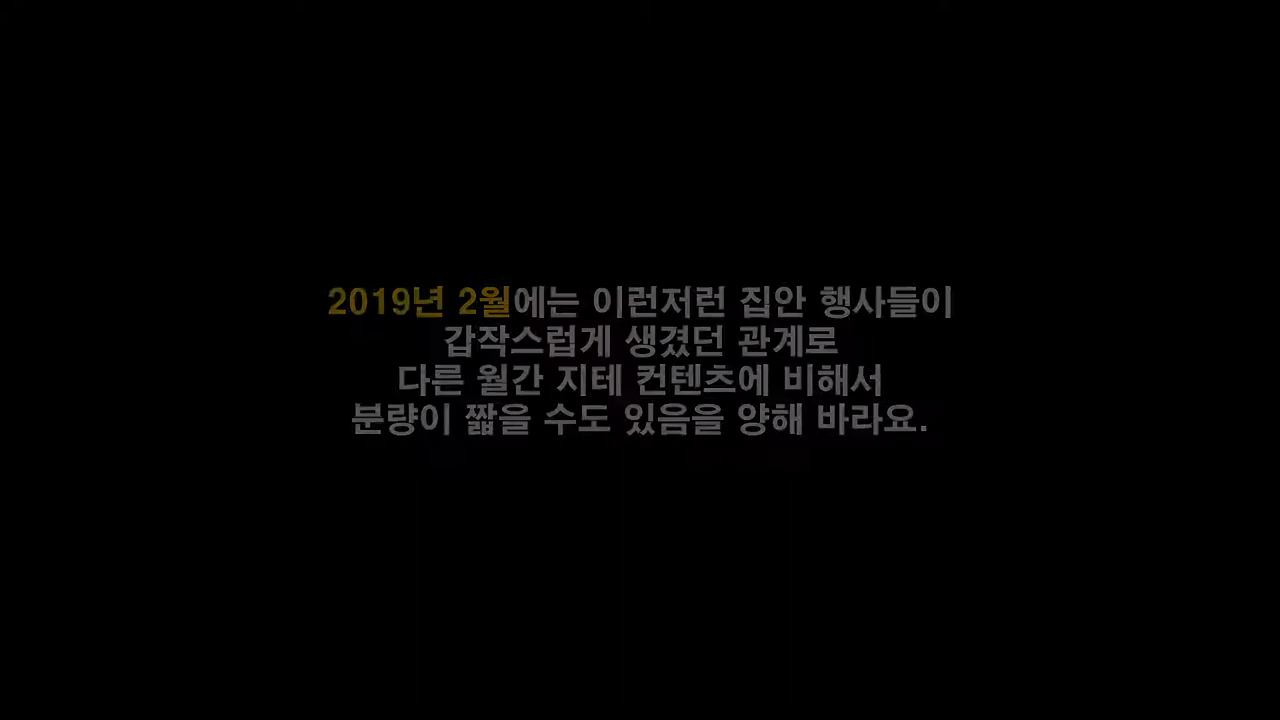 2019년 2월에는 이런저런 집안 행사들이
갑작스럽게 생겼던 관계로
다른 월간 지테 컨텐츠에 비해서
분량이 짧을 수도 있음을 양해 바라요.